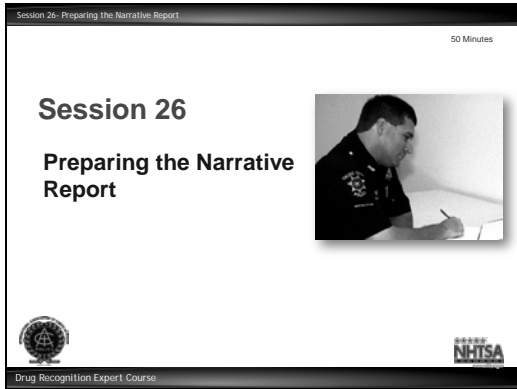 Session 26- Preparing the Narrative Report
50 Minutes
Session 26
Preparing the Narrative
Report
NHTSA
Drug Recognition Expert Course